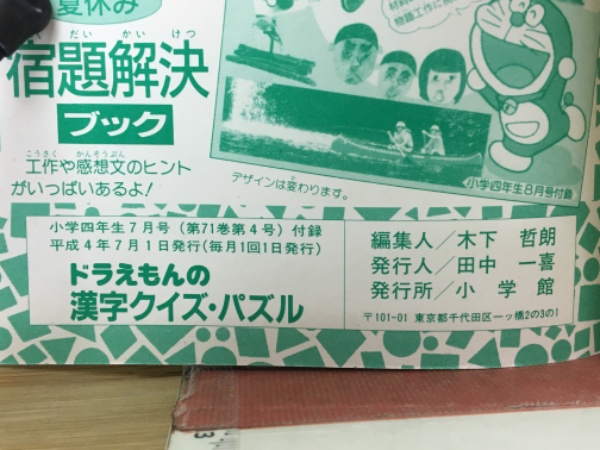 夏休み
だい かい けつ
宿題解決
ブック
こうさく かんそうぶん
工作や感想文のヒント
がいっぱいあるよ!
デザインは変わります。
小学四年生8月号付録
小学四年生7月号(第71巻第4号)付録
平成4年7月1日発行(毎月1回1日発行)
ドラえもんの
漢字クイズ・パズル
編集人/木下 哲朗
発行人/田中 一喜
発行所/小学館
〒101-01 東京都千代田区一ツ橋2の3の1
3